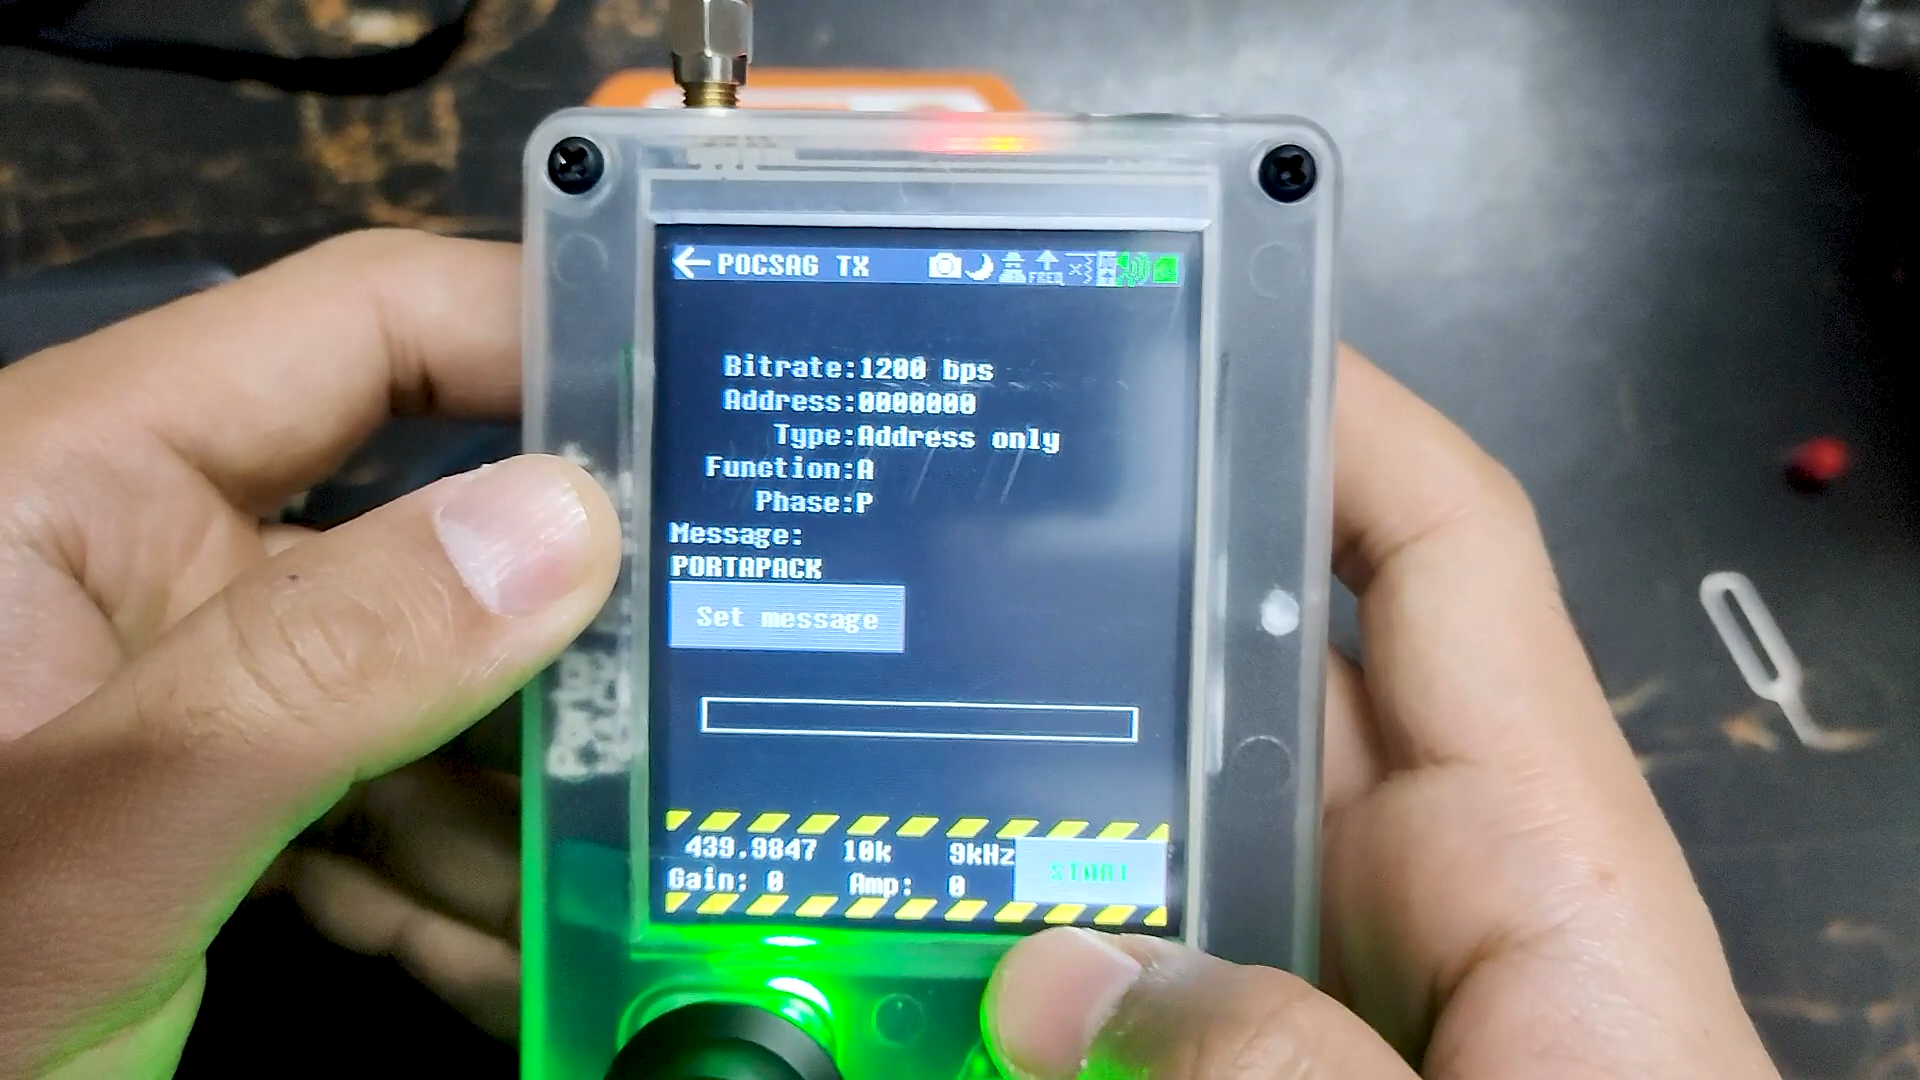 POCSAG TX
FREQ
Bitrate:1200 bps
Address:0000000
Type:Address only
Function:A
Phase:P
Message:
PORTAPACK
Set message
439.9847 10k 9kHz
START
Gain: 0 Amp: 0